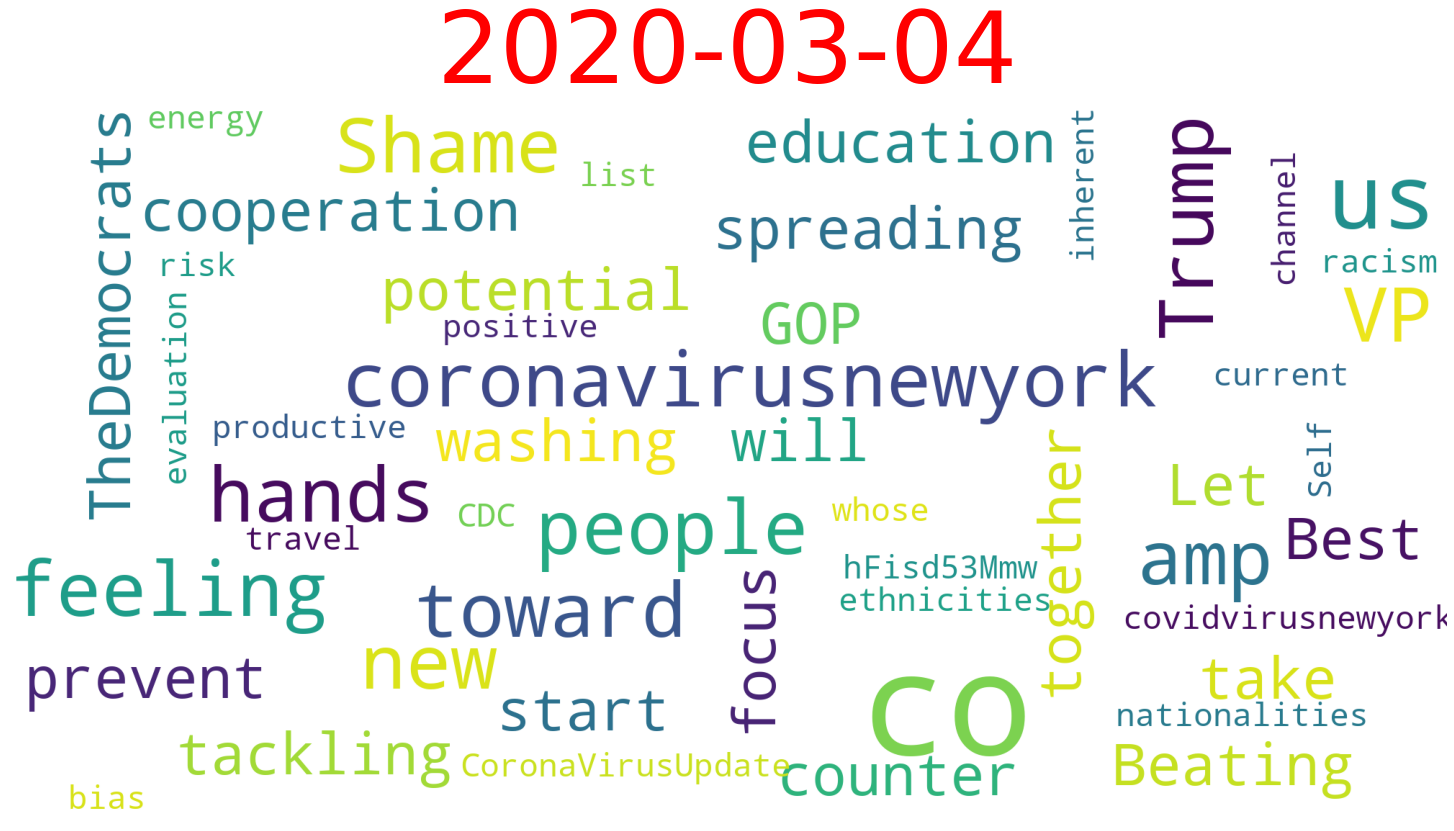 2020-03-04
energy
TheDemocrats
Shame
list
education
inherent
Trump
channel
us
cooperation
spreading
racism
risk
potential
VP
evaluation
positive
GOP
coronavirusnewyork
current
productive
washing
will
Self
hands
together
Let
CDC
people
whose
Best
travel
amp
feeling
hFisd53Mmw
ethnicities
toward
focus
covidvirusnewyork
prevent
new
take
start
co
nationalities
tackling
CoronaVirusUpdate
counter
Beating
bias